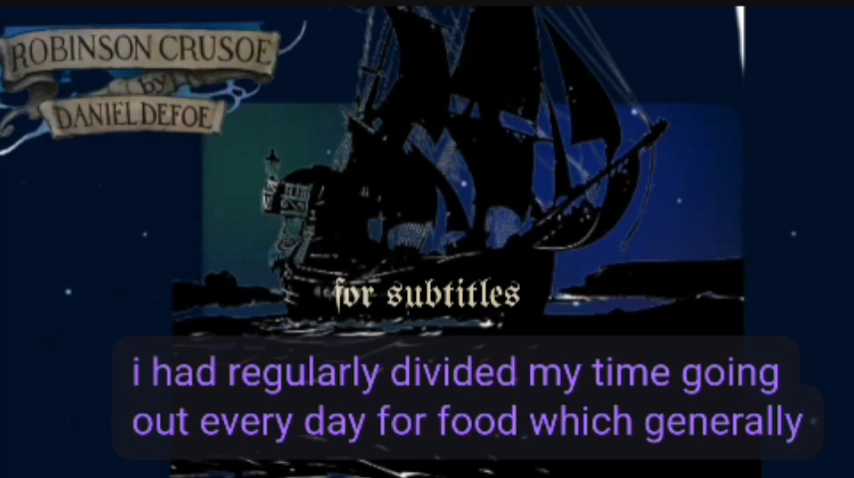 ROBINSON CRUSOE
by
DANIEL DEFOE
for subtitles
i had regularly divided my time going
out every day for food which generally